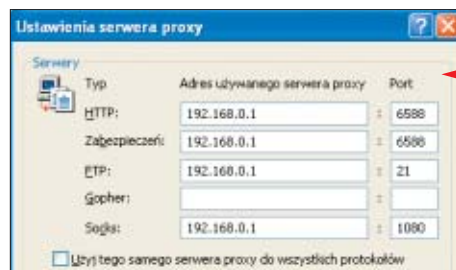 Ustawienia serwera proxy
Serwery
Typ Adres używanego serwera proxy Port
HTTP: 192.168.0.1 : 6588
Zabezpieczeń: 192.168.0.1 : 6588
FTP: 192.168.0.1 : 21
Gopher: :
Socks: 192.168.0.1 : 1080
Użyj tego samego serwera proxy do wszystkich protokołów